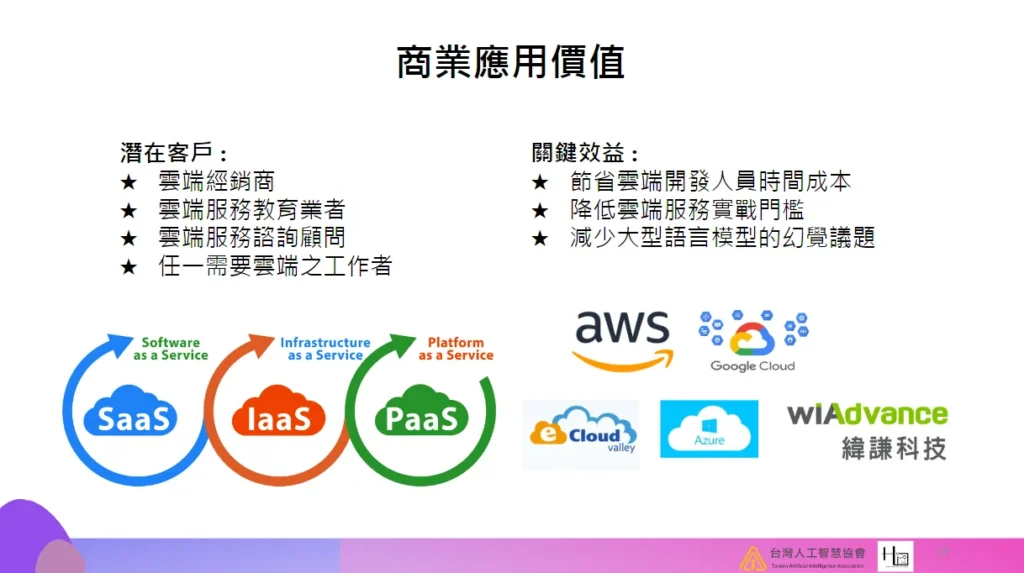 商業應用價值
潛在客戶 :
★ 雲端經銷商
★ 雲端服務教育業者
★ 雲端服務諮詢顧問
★ 任一需要雲端之工作者
關鍵效益 :
★ 節省雲端開發人員時間成本
★ 降低雲端服務實戰門檻
★ 減少大型語言模型的幻覺議題
Software
as a Service
SaaS
Infrastructure
as a Service
IaaS
Platform
as a Service
PaaS
aws
Google Cloud
e Cloud
valley
Azure
wiAdvance
緯謙科技
台灣人工智慧協會
Taiwan Artificial Intelligence Association